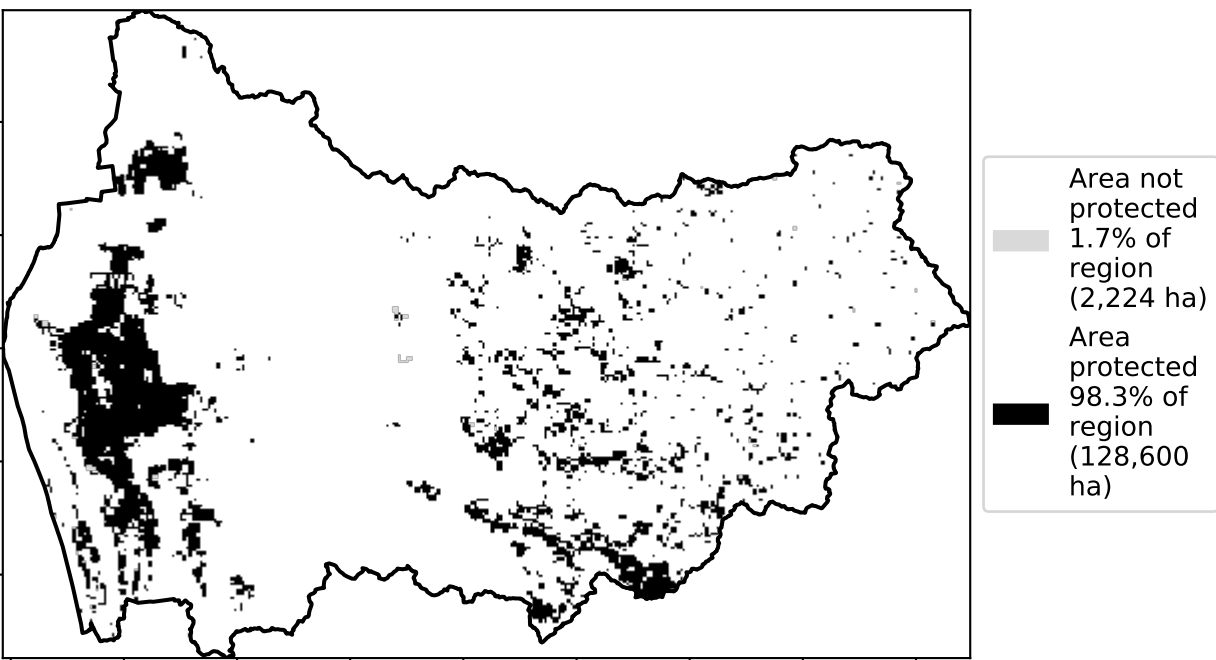 Area not
protected
1.7% of
region
(2,224 ha)
Area
protected
98.3% of
region
(128,600
ha)